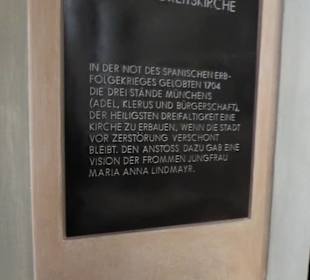 IN DER NOT DES SPANISCHEN ERB-
FOLGEKRIEGES GELOBTEN 1704
DIE DREI STÄNDE MÜNCHENS
(ADEL, KLERUS UND BÜRGERSCHAFT),
DER HEILIGSTEN DREIFALTIGKEIT EINE
KIRCHE ZU ERBAUEN, WENN DIE STADT
VOR ZERSTÖRUNG VERSCHONT
BLEIBT. DEN ANSTOSS DAZU GAB EINE
VISION DER FROMMEN JUNGFRAU
MARIA ANNA LINDMAYR.